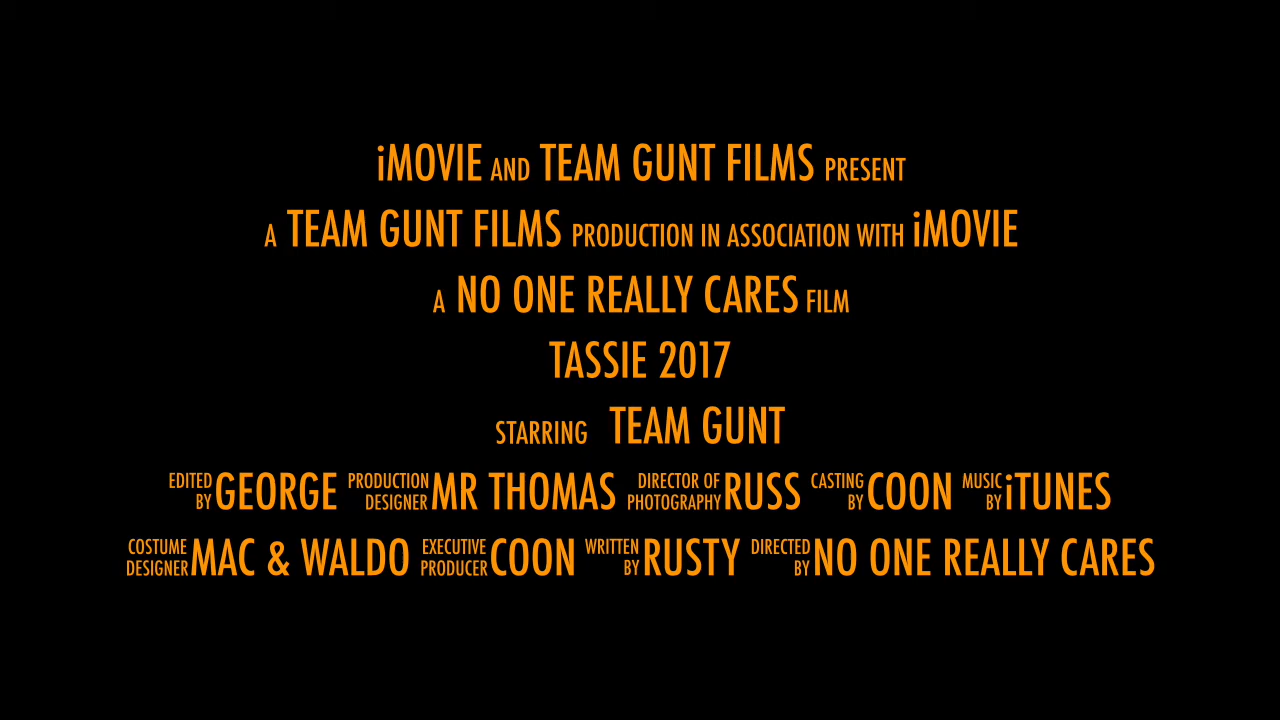 iMOVIE AND TEAM GUNT FILMS PRESENT
A TEAM GUNT FILMS PRODUCTION IN ASSOCIATION WITH iMOVIE
A NO ONE REALLY CARES FILM
TASSIE 2017
STARRING TEAM GUNT
EDITED BY GEORGE PRODUCTION DESIGNER MR THOMAS DIRECTOR OF PHOTOGRAPHY RUSS CASTING BY COON MUSIC BY iTUNES
COSTUME DESIGNER MAC & WALDO EXECUTIVE PRODUCER COON WRITTEN BY RUSTY DIRECTED BY NO ONE REALLY CARES